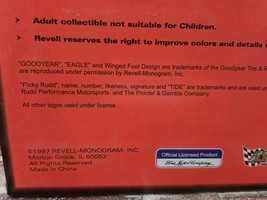 > Adult collectible not suitable for Children.
> Revell reserves the right to improve colors and details
"GOODYEAR", "EAGLE" and Winged Foot Design are trademarks of the Goodyear Tire &
are reproduced under permission by Revell-Monogram, Inc.
"Ricky Rudd", name, number, likeness, signature and "TIDE" are trademarks and are used u
Rudd Performance Motorsports and The Procter & Gamble Company.
All other logos used under license.
©1997 REVELL-MONOGRAM, INC.
Morton Grove, IL 60053
All Rights Reserved
Made in China
Official Licensed Product
Ford Motor Company